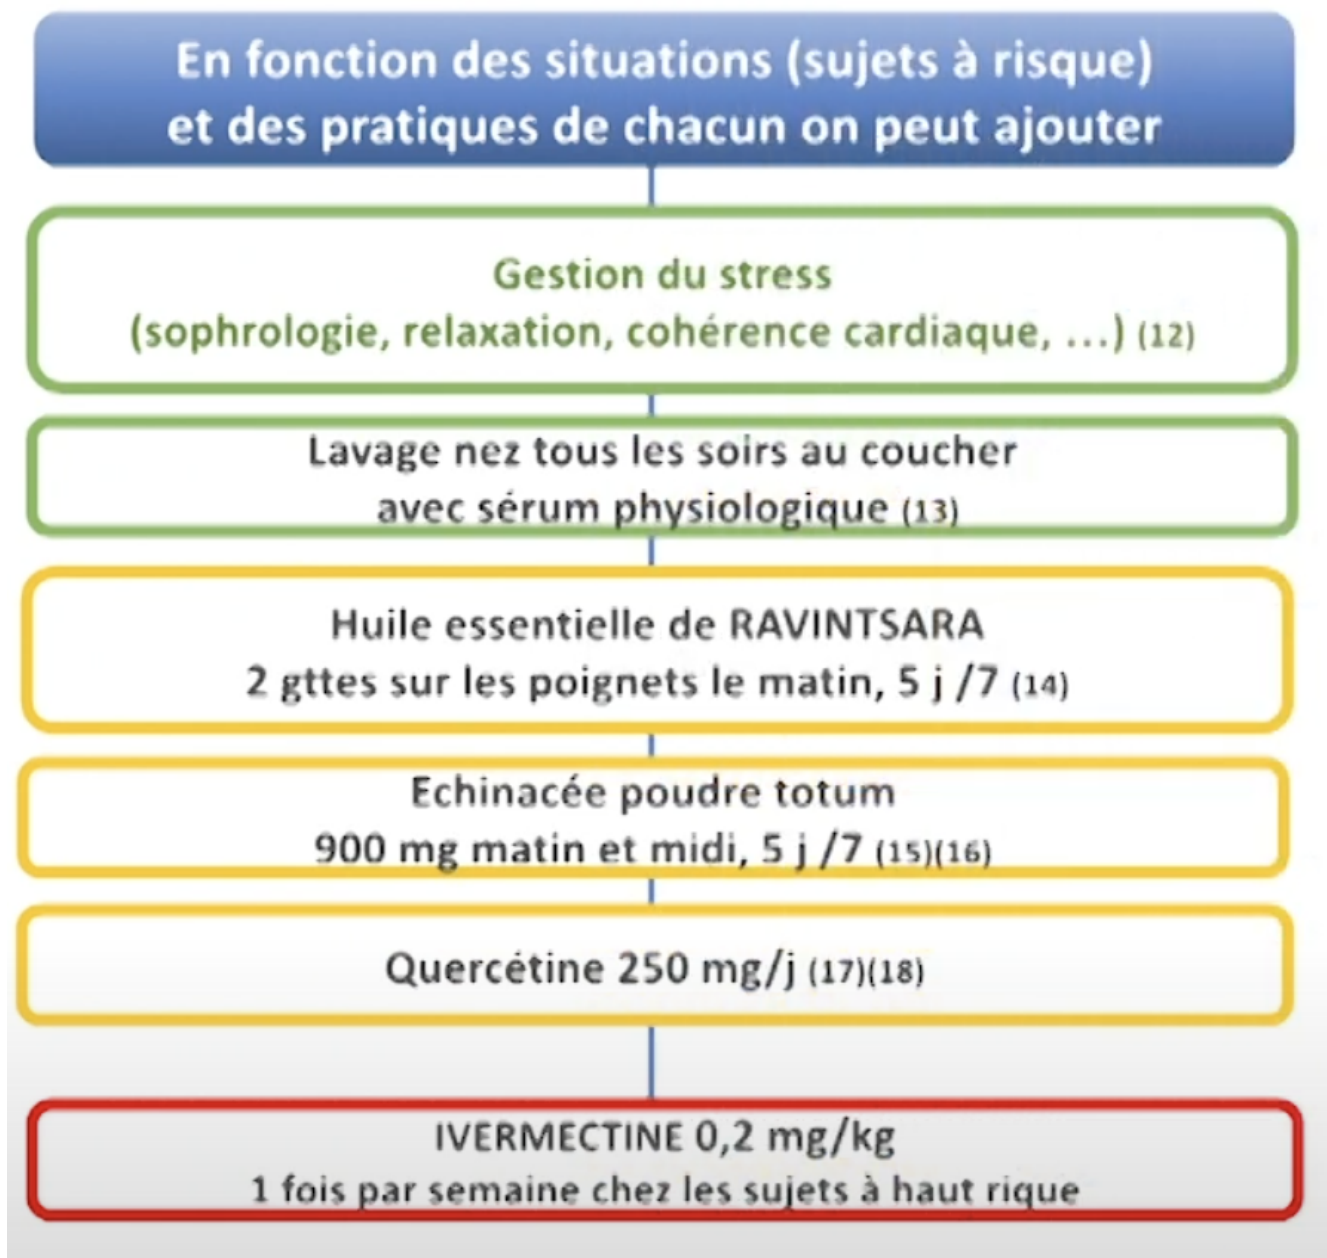 En fonction des situations (sujets à risque)
et des pratiques de chacun on peut ajouter
Gestion du stress
(sophrologie, relaxation, cohérence cardiaque, ...) (12)
Lavage nez tous les soirs au coucher
avec sérum physiologique (13)
Huile essentielle de RAVINTSARA
2 gttes sur les poignets le matin, 5 j /7 (14)
Echinacée poudre totum
900 mg matin et midi, 5 j /7 (15)(16)
Quercétine 250 mg/j (17)(18)
IVERMECTINE 0,2 mg/kg
1 fois par semaine chez les sujets à haut rique